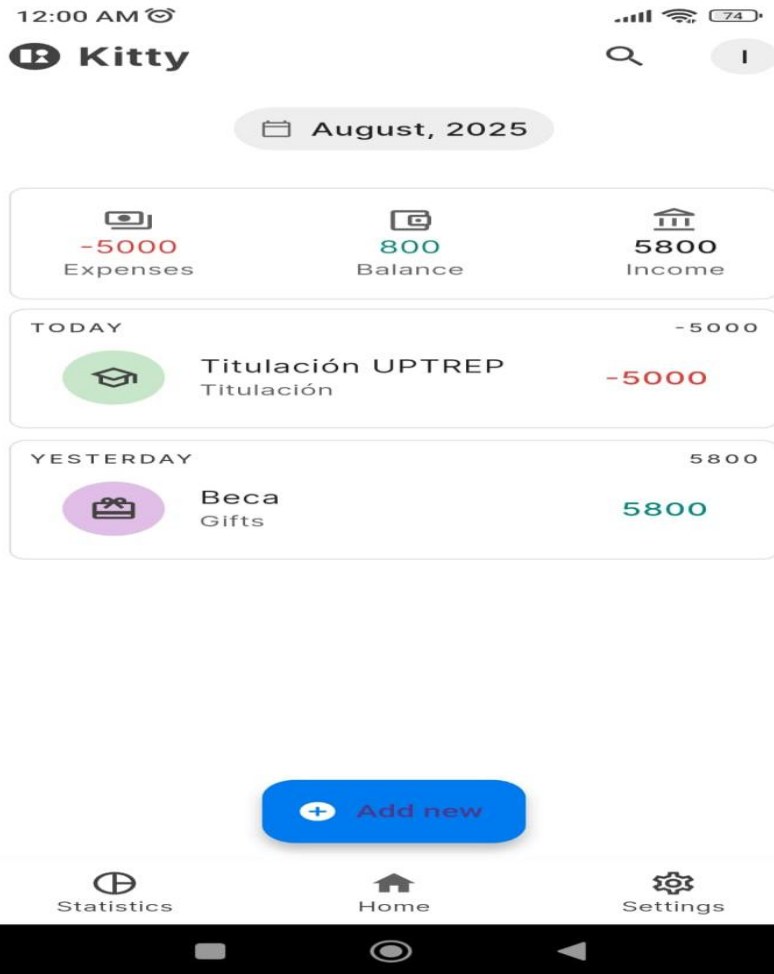 12:00 AM 74
Kitty I
August, 2025
-5000 800 5800
Expenses Balance Income
TODAY -5000
Titulación UPTREP -5000
Titulación
YESTERDAY 5800
Beca 5800
Gifts
Add new
Statistics Home Settings